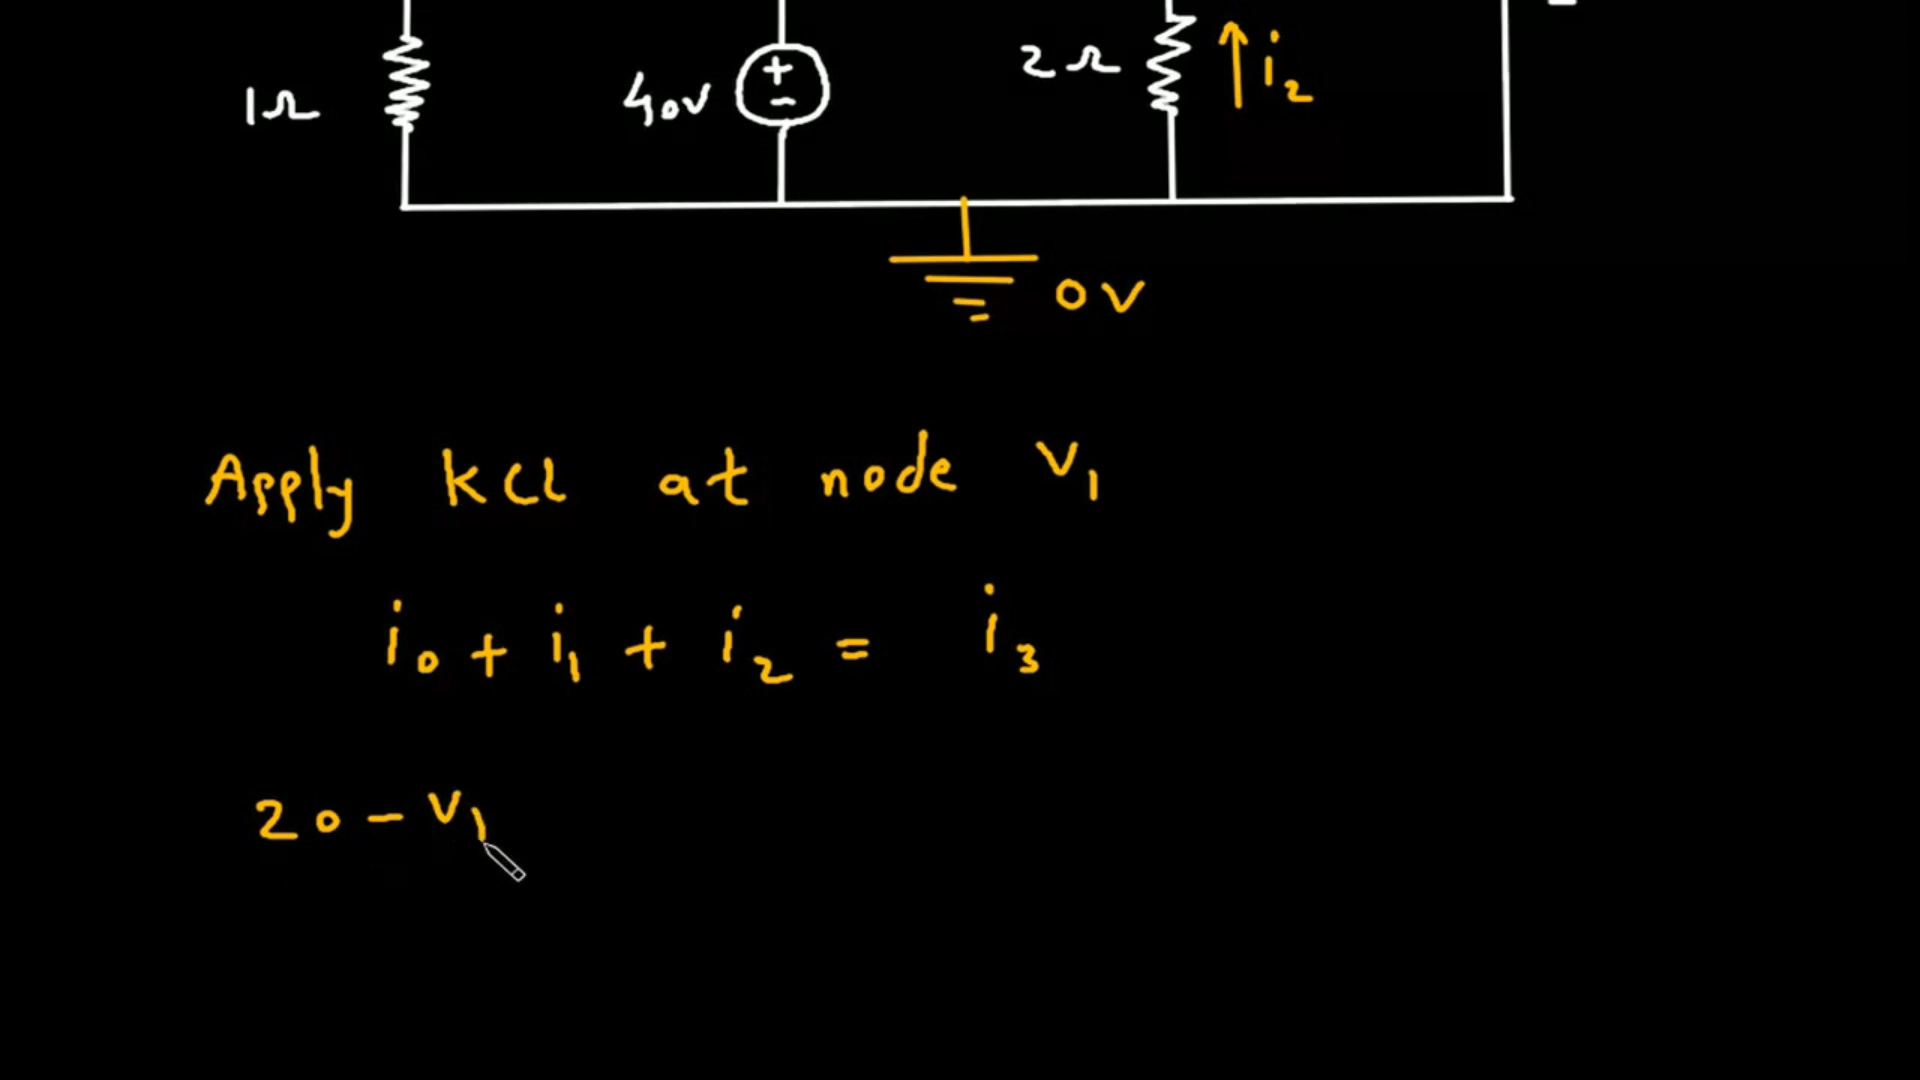 1Ω 40V + - 2Ω i₂
0V
Apply KCL at node V₁
i₀ + i₁ + i₂ = i₃
20 - V₁